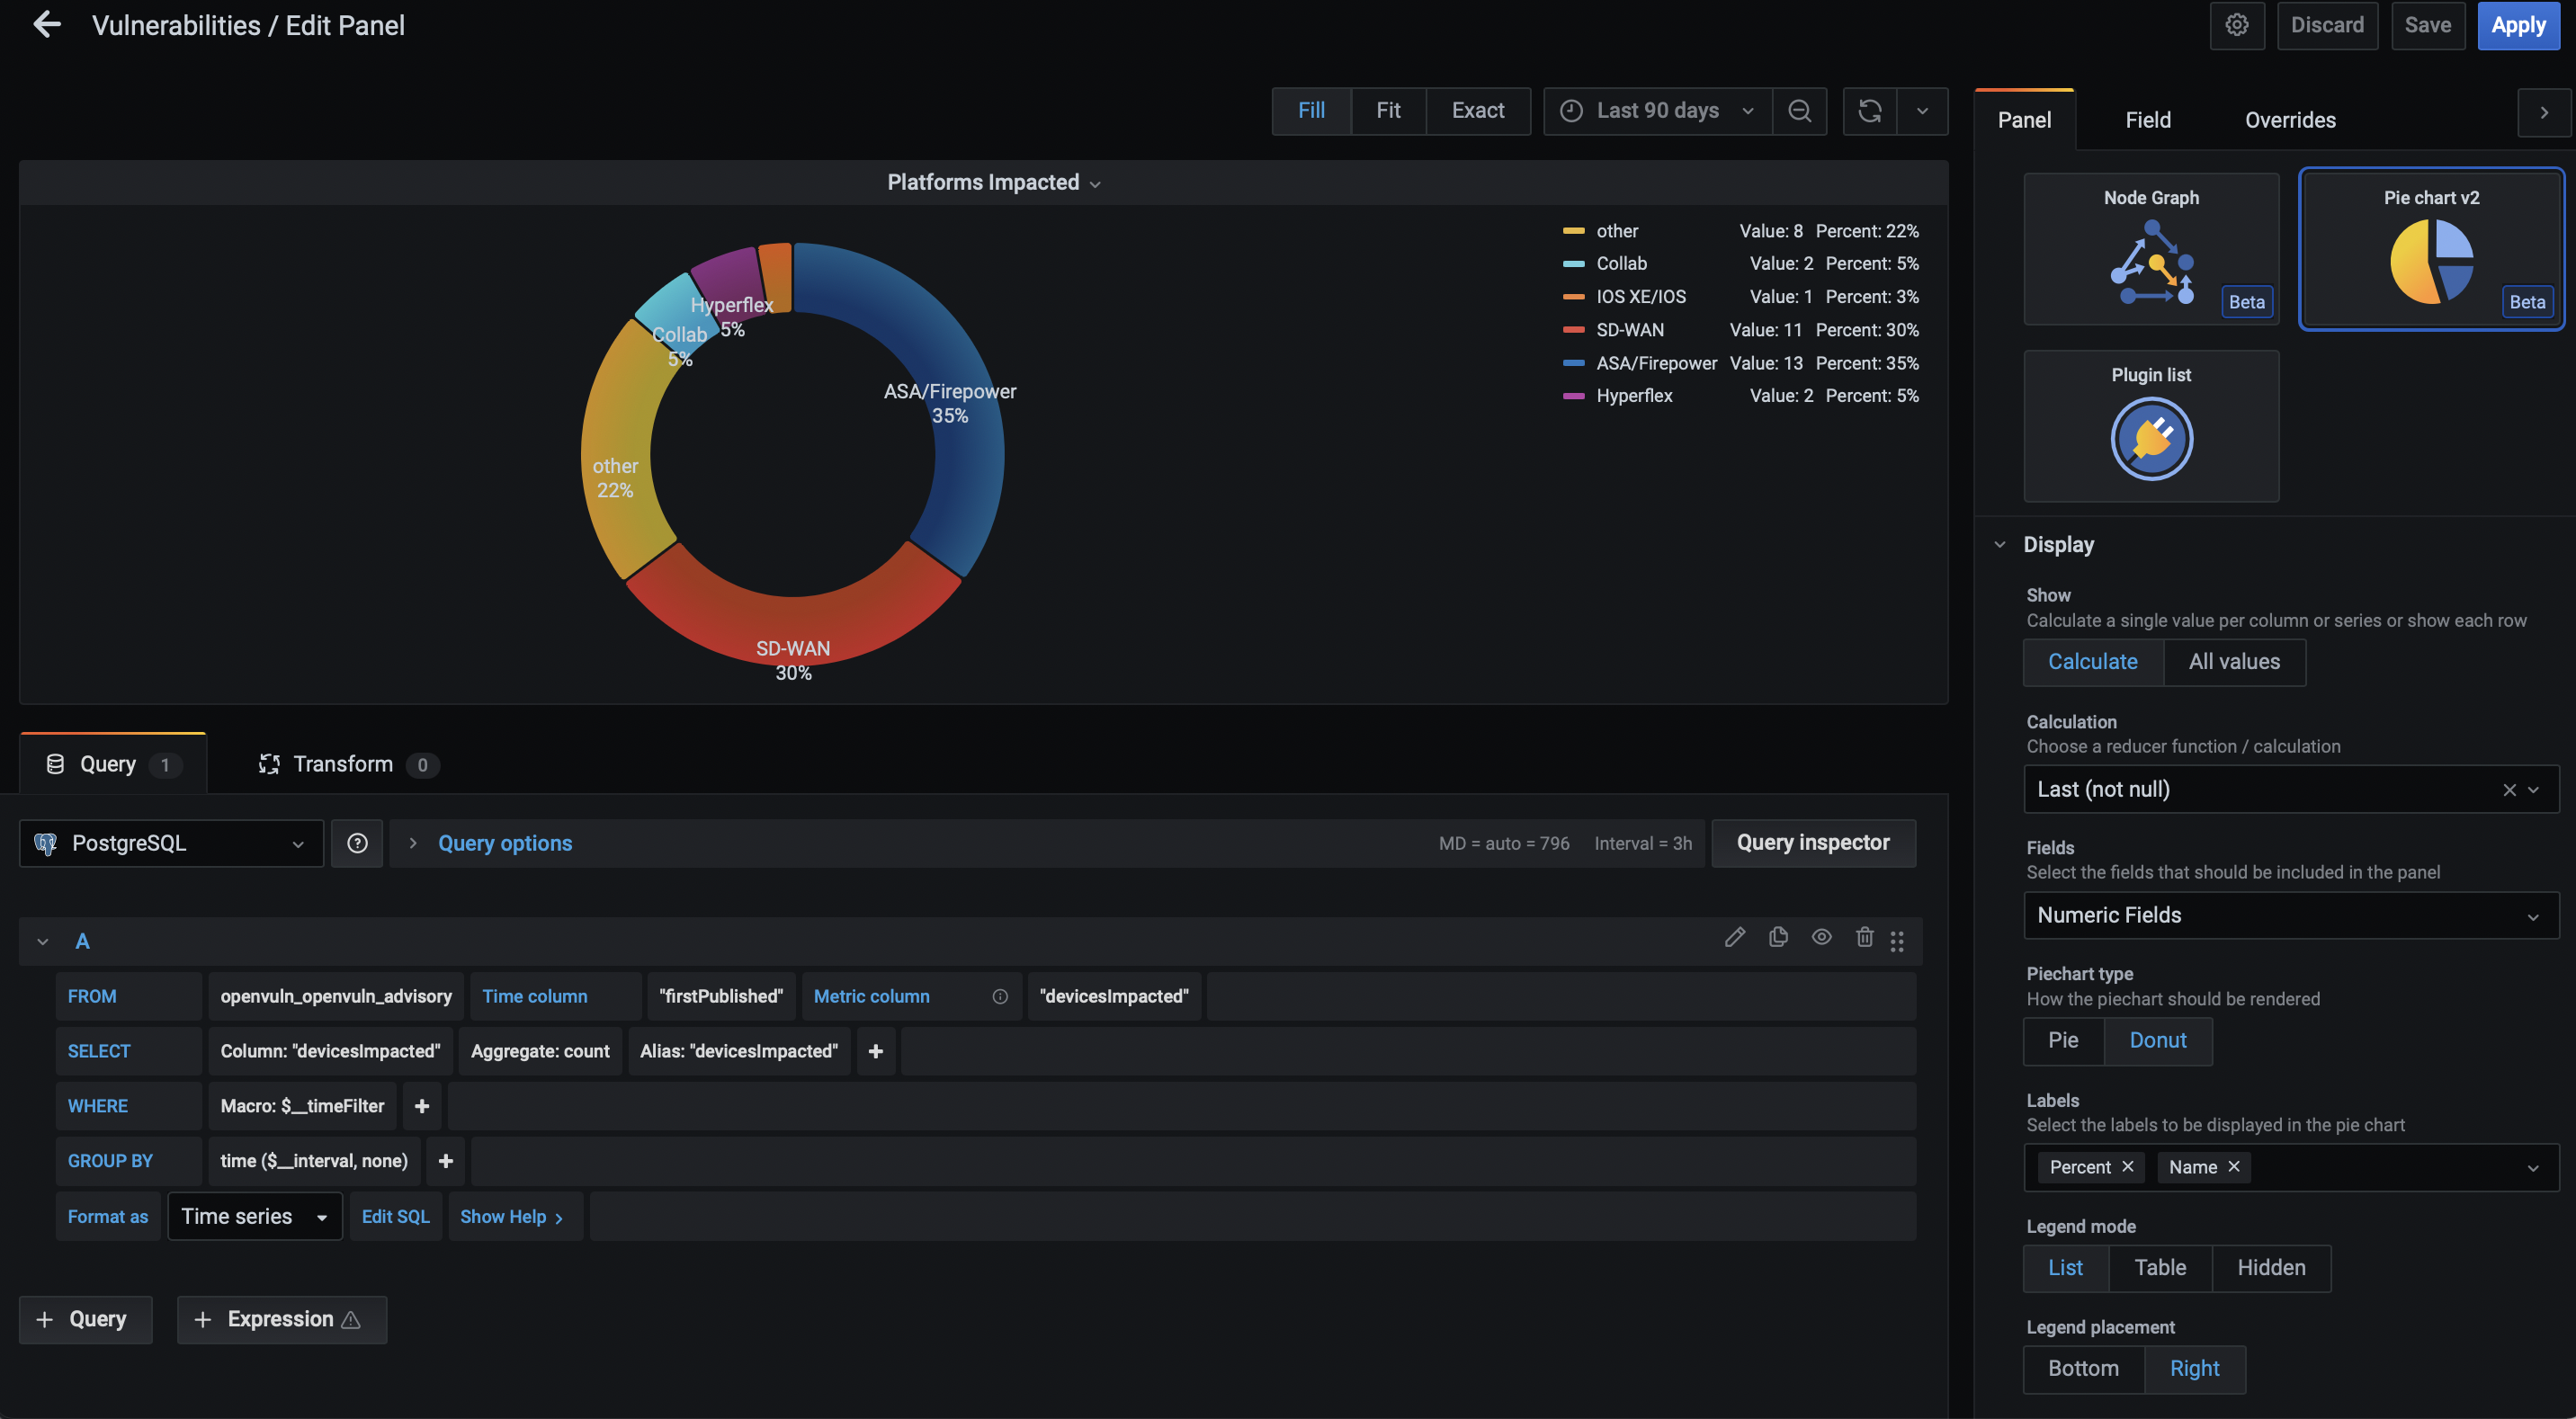 Vulnerabilities / Edit Panel
Discard Save Apply
Fill Fit Exact Last 90 days
Panel Field Overrides
Platforms Impacted
other Value: 8 Percent: 22%
Collab Value: 2 Percent: 5%
IOS XE/IOS Value: 1 Percent: 3%
SD-WAN Value: 11 Percent: 30%
ASA/Firepower Value: 13 Percent: 35%
Hyperflex Value: 2 Percent: 5%
Hyperflex
5%
Collab
5%
ASA/Firepower
35%
other
22%
SD-WAN
30%
Node Graph
Beta
Pie chart v2
Beta
Plugin list
Display
Show
Calculate a single value per column or series or show each row
Calculate All values
Calculation
Choose a reducer function / calculation
Last (not null)
Fields
Select the fields that should be included in the panel
Numeric Fields
Piechart type
How the piechart should be rendered
Pie Donut
Labels
Select the labels to be displayed in the pie chart
Percent Name
Legend mode
List Table Hidden
Legend placement
Bottom Right
Query 1 Transform 0
PostgreSQL Query options MD = auto = 796 Interval = 3h Query inspector
A
FROM openvuln_openvuln_advisory Time column "firstPublished" Metric column "devicesImpacted"
SELECT Column: "devicesImpacted" Aggregate: count Alias: "devicesImpacted" +
WHERE Macro: $__timeFilter +
GROUP BY time ($__interval, none) +
Format as Time series Edit SQL Show Help >
+ Query + Expression